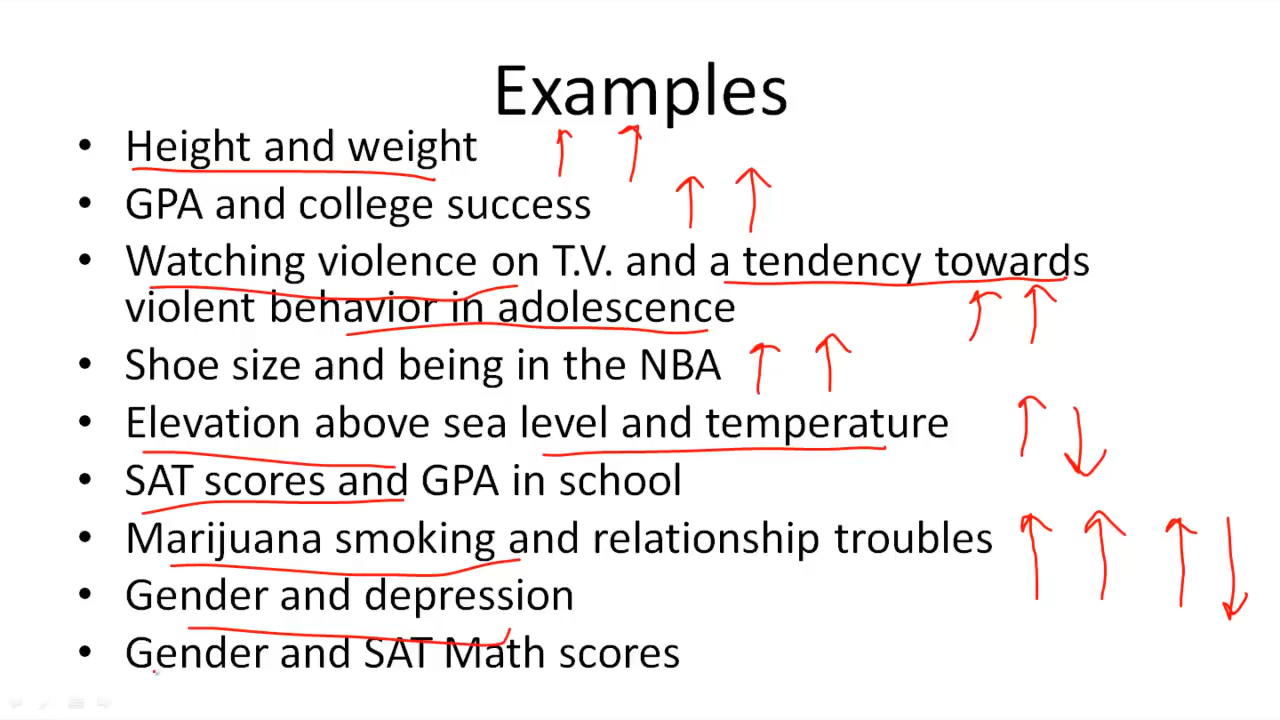 Examples
• Height and weight ↑ ↑
• GPA and college success ↑ ↑
• Watching violence on T.V. and a tendency towards
violent behavior in adolescence ↑ ↑
• Shoe size and being in the NBA ↑ ↑
• Elevation above sea level and temperature ↑ ↓
• SAT scores and GPA in school
• Marijuana smoking and relationship troubles ↑ ↑ ↑ ↓
• Gender and depression
• Gender and SAT Math scores